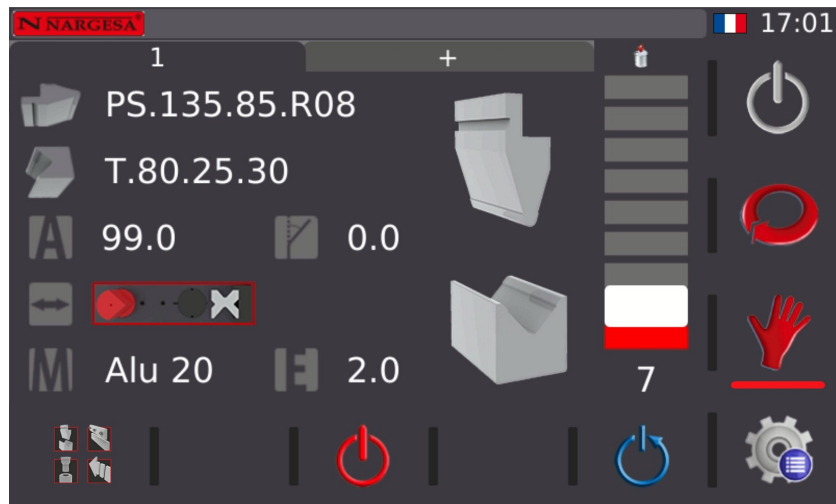 N NARGESA®
17:01
1
+
PS.135.85.R08
T.80.25.30
A 99.0 0.0
M Alu 20 E 2.0
7